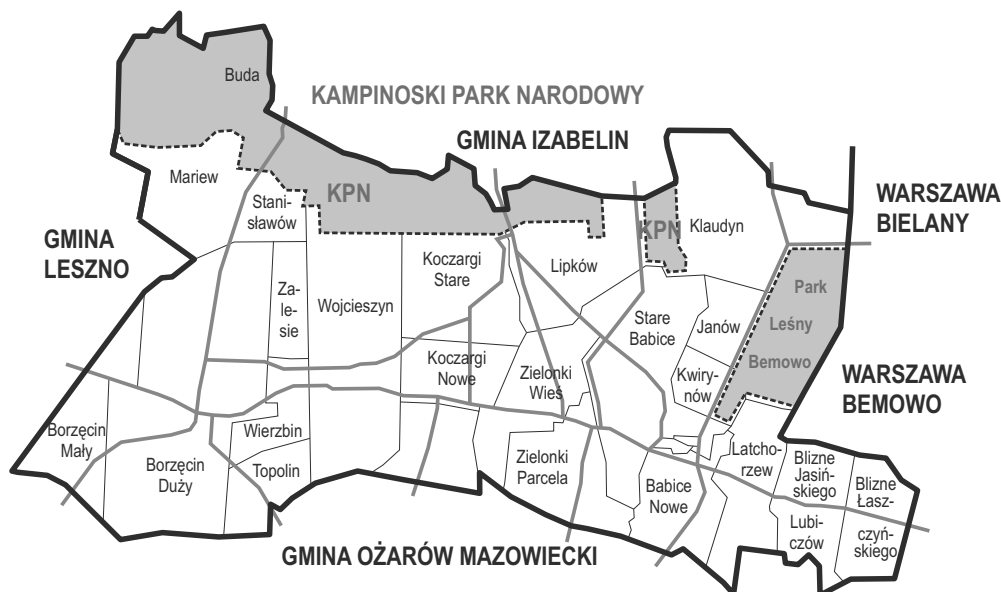 Buda
KAMPINOSKI PARK NARODOWY
GMINA IZABELIN
Mariew
KPN
Stani-
sławów
WARSZAWA
BIELANY
KPN
Klaudyn
GMINA
LESZNO
Koczargi
Stare
Lipków
Za-
le-
sie
Wojcieszyn
Park
Leśny
Bemowo
Stare
Babice
Janów
Koczargi
Nowe
Zielonki
Wieś
Kwiry-
nów
WARSZAWA
BEMOWO
Borzęcin
Mały
Wierzbin
Borzęcin
Duży
Topolin
Zielonki
Parcela
Latcho-
rzew
Blizne
Jasiń-
skiego
Babice
Nowe
Blizne
Łasz-
czyń-
skiego
Lubi-
czów
GMINA OŻARÓW MAZOWIECKI